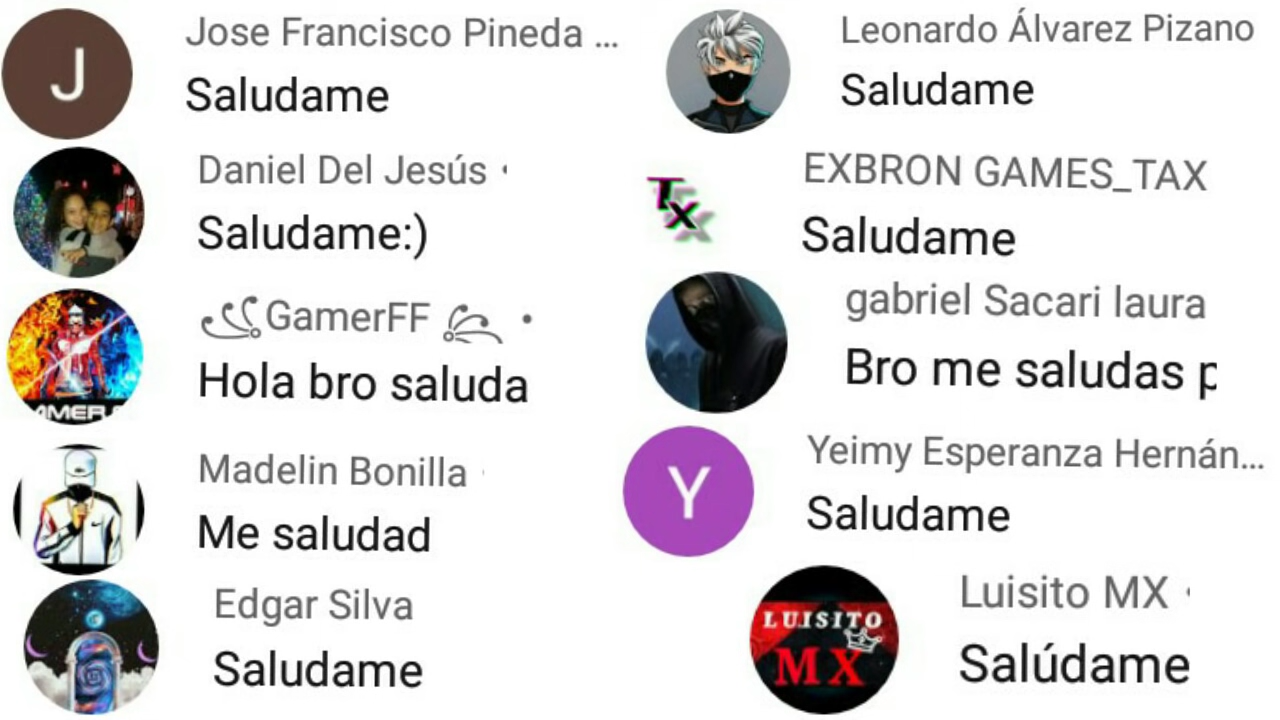 J
Jose Francisco Pineda ...
Saludame
Daniel Del Jesús •
Saludame:)
GamerFF •
Hola bro saluda
Madelin Bonilla
Me saludad
Edgar Silva
Saludame
Leonardo Álvarez Pizano
Saludame
TX
EXBRON GAMES_TAX
Saludame
gabriel Sacari laura
Bro me saludas p
Y
Yeimy Esperanza Hernán...
Saludame
LUISITO
MX
Luisito MX •
Salúdame